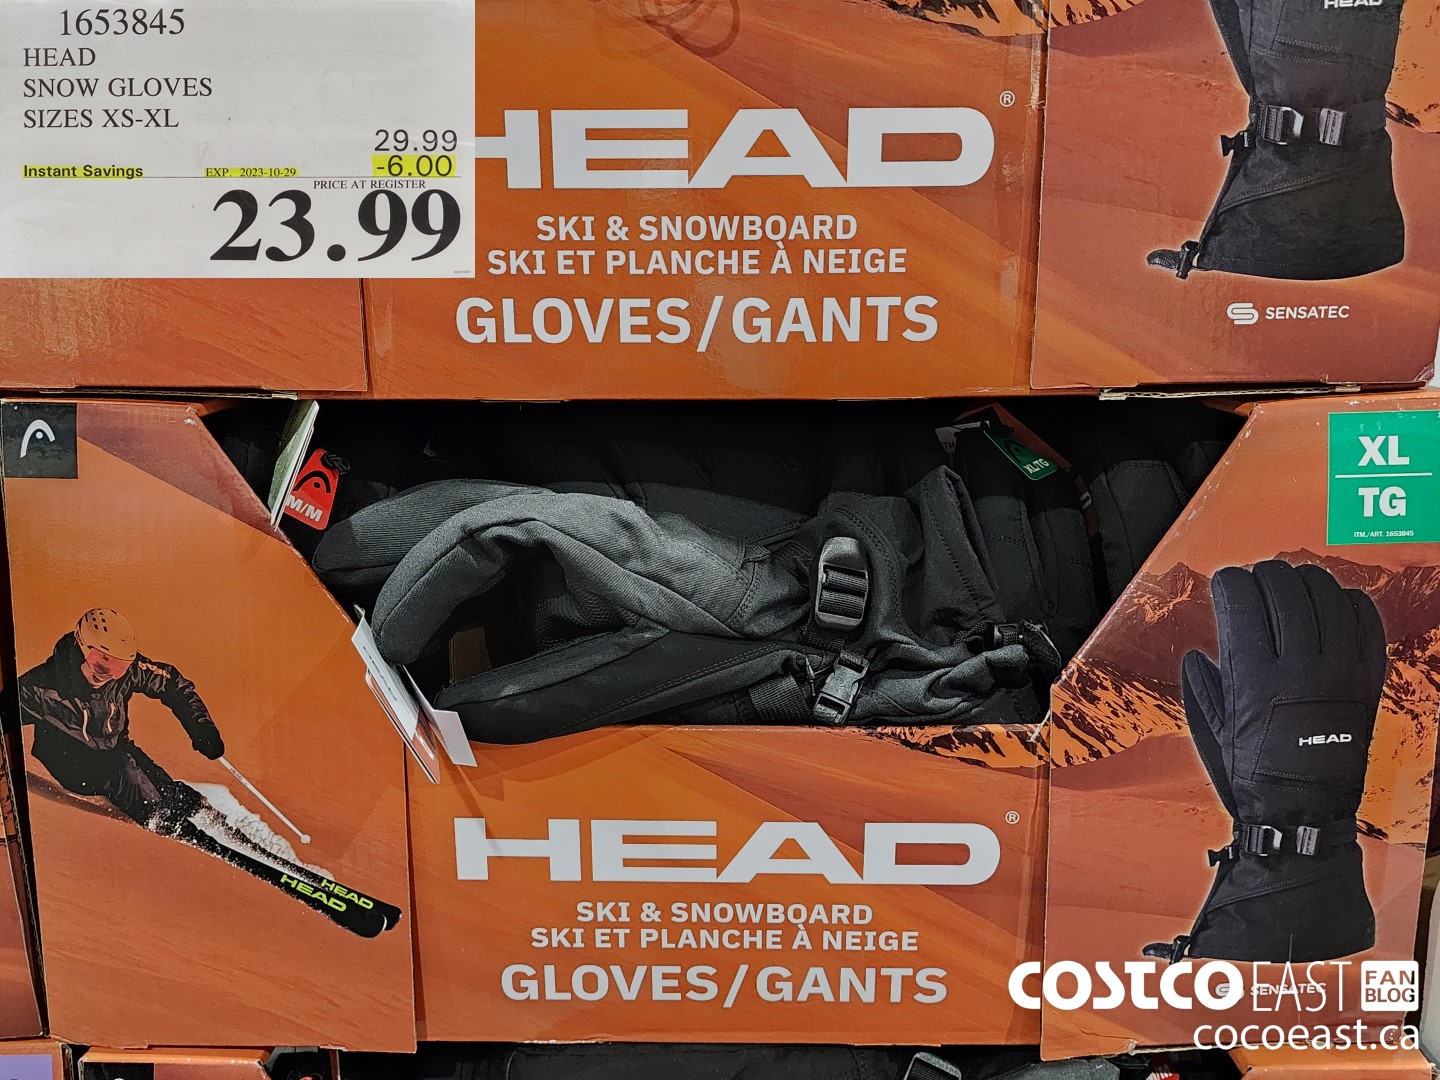 1653845
HEAD
SNOW GLOVES
SIZES XS-XL
29.99
Instant Savings EXP. 2023-10-29 -6.00
PRICE AT REGISTER
23.99
HEAD
HEAD®
SKI & SNOWBOARD
SKI ET PLANCHE À NEIGE
GLOVES/GANTS
SENSATEC
M/M
XL/TG
XL
TG
ITM./ART. 1653845
HEAD
HEAD
HEAD
HEAD®
SKI & SNOWBOARD
SKI ET PLANCHE À NEIGE
GLOVES/GANTS
SENSATEC
COSTCO EAST FAN BLOG
cocoeast.ca